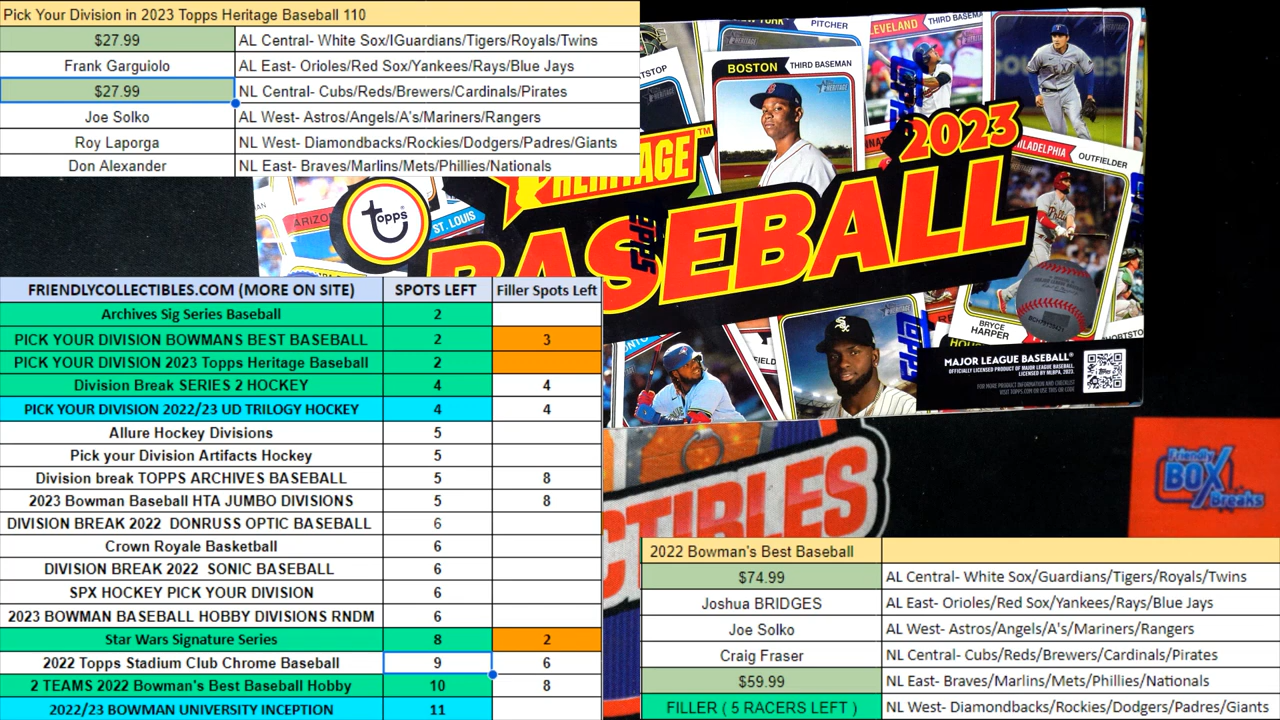 Pick Your Division in 2023 Topps Heritage Baseball 110
$27.99 AL Central- White Sox/IGuardians/Tigers/Royals/Twins
Frank Garguiolo AL East- Orioles/Red Sox/Yankees/Rays/Blue Jays
$27.99 NL Central- Cubs/Reds/Brewers/Cardinals/Pirates
Joe Solko AL West- Astros/Angels/A's/Mariners/Rangers
Roy Laporga NL West- Diamondbacks/Rockies/Dodgers/Padres/Giants
Don Alexander NL East- Braves/Marlins/Mets/Phillies/Nationals
PITCHER
CLEVELAND THIRD BASEMA
BOSTON THIRD BASEMAN
HERITAGE TM
2023
BASEBALL
topps
ARIZO
ST. LOUIS
PHILADELPHIA OUTFIELDER
BRYCE HARPER
MAJOR LEAGUE BASEBALL®
OFFICIALLY LICENSED PRODUCT OF MAJOR LEAGUE BASEBALL.
LICENSED BY MLBPA, 2023.
FRIENDLYCOLLECTIBLES.COM (MORE ON SITE) SPOTS LEFT Filler Spots Left
Archives Sig Series Baseball 2
PICK YOUR DIVISION BOWMANS BEST BASEBALL 2 3
PICK YOUR DIVISION 2023 Topps Heritage Baseball 2
Division Break SERIES 2 HOCKEY 4 4
PICK YOUR DIVISION 2022/23 UD TRILOGY HOCKEY 4 4
Allure Hockey Divisions 5
Pick your Division Artifacts Hockey 5
Division break TOPPS ARCHIVES BASEBALL 5 8
2023 Bowman Baseball HTA JUMBO DIVISIONS 5 8
DIVISION BREAK 2022 DONRUSS OPTIC BASEBALL 6
Crown Royale Basketball 6
DIVISION BREAK 2022 SONIC BASEBALL 6
SPX HOCKEY PICK YOUR DIVISION 6
2023 BOWMAN BASEBALL HOBBY DIVISIONS RNDM 6
Star Wars Signature Series 8 2
2022 Topps Stadium Club Chrome Baseball 9 6
2 TEAMS 2022 Bowman's Best Baseball Hobby 10 8
2022/23 BOWMAN UNIVERSITY INCEPTION 11
CTIBLES
Friendly
BOX
Breaks
2022 Bowman's Best Baseball
$74.99 AL Central- White Sox/Guardians/Tigers/Royals/Twins
Joshua BRIDGES AL East- Orioles/Red Sox/Yankees/Rays/Blue Jays
Joe Solko AL West- Astros/Angels/A's/Mariners/Rangers
Craig Fraser NL Central- Cubs/Reds/Brewers/Cardinals/Pirates
$59.99 NL East- Braves/Marlins/Mets/Phillies/Nationals
FILLER ( 5 RACERS LEFT ) NL West- Diamondbacks/Rockies/Dodgers/Padres/Giants